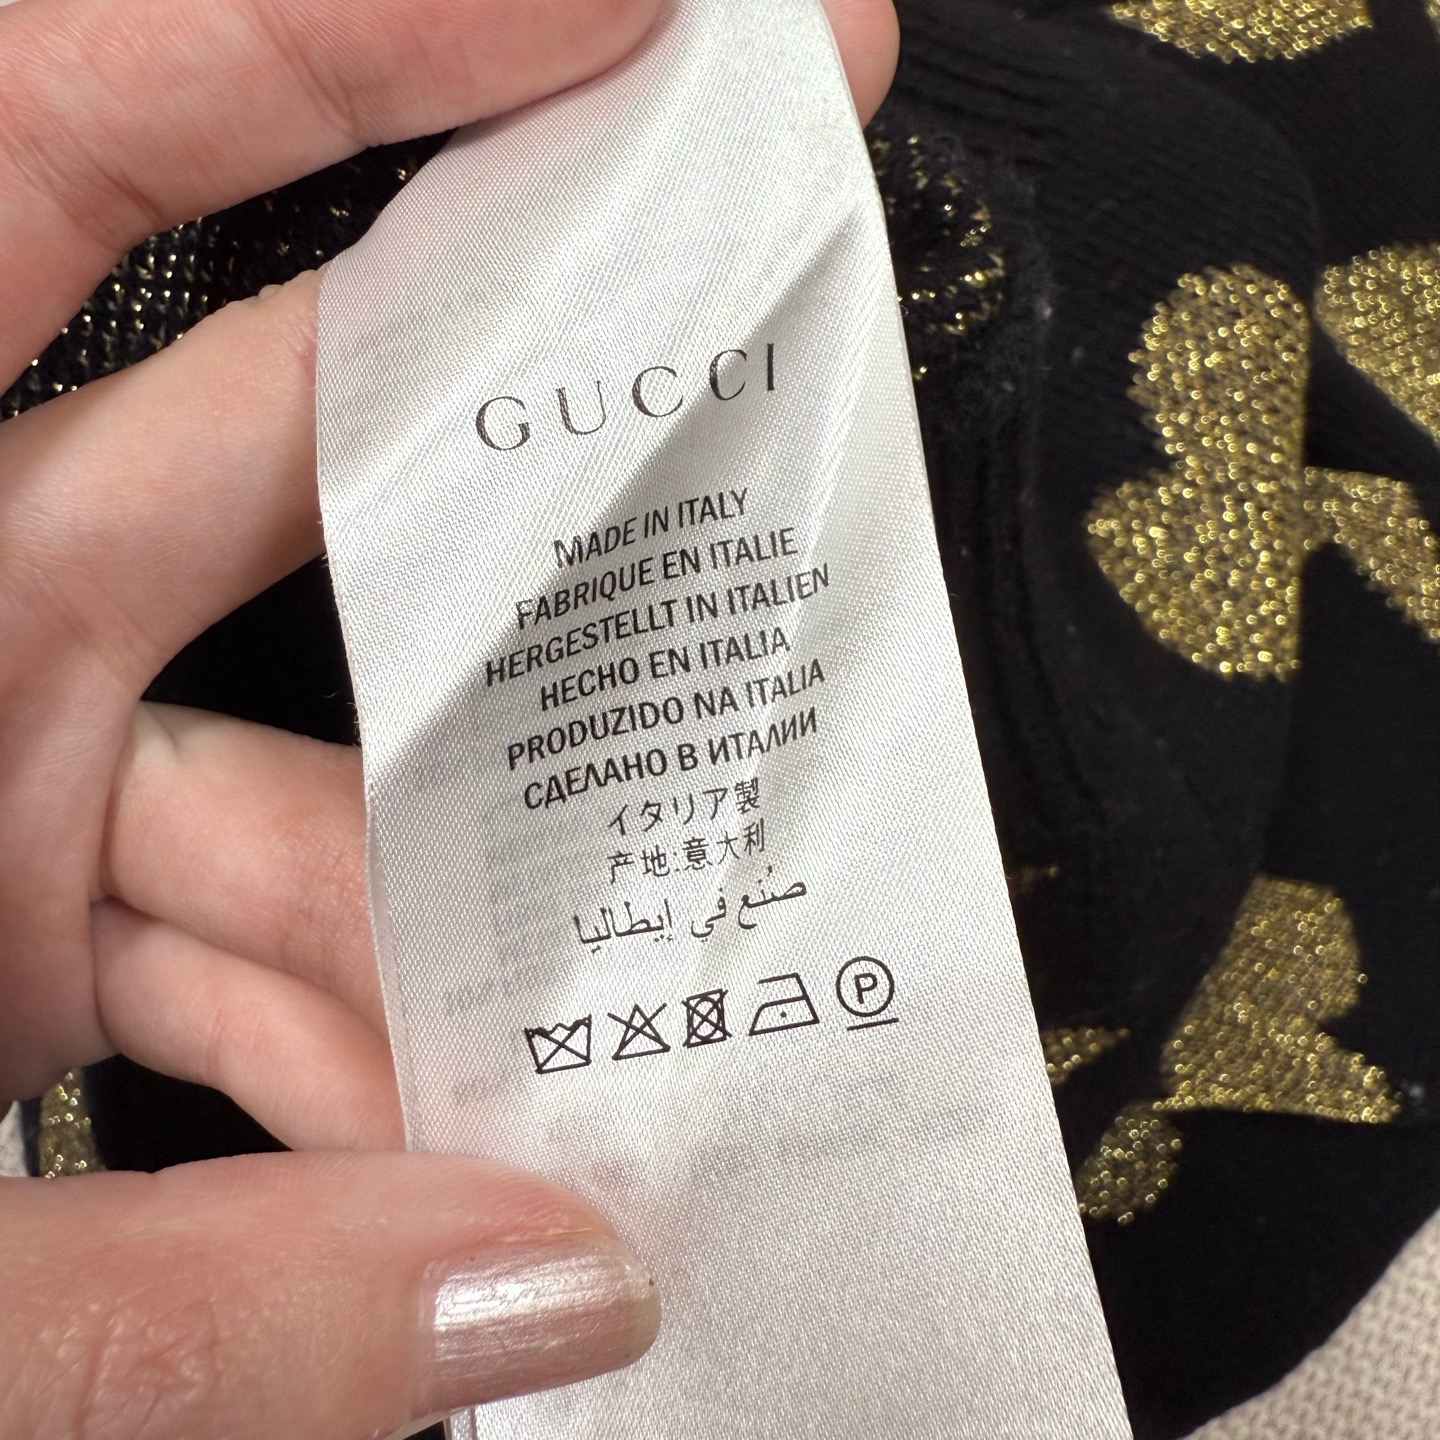 GUCCI
MADE IN ITALY
FABRIQUE EN ITALIE
HERGESTELLT IN ITALIEN
HECHO EN ITALIA
PRODUZIDO NA ITALIA
СДЕЛАНО В ИТАЛИИ
イタリア製
产地:意大利
صُنع في إيطاليا
P